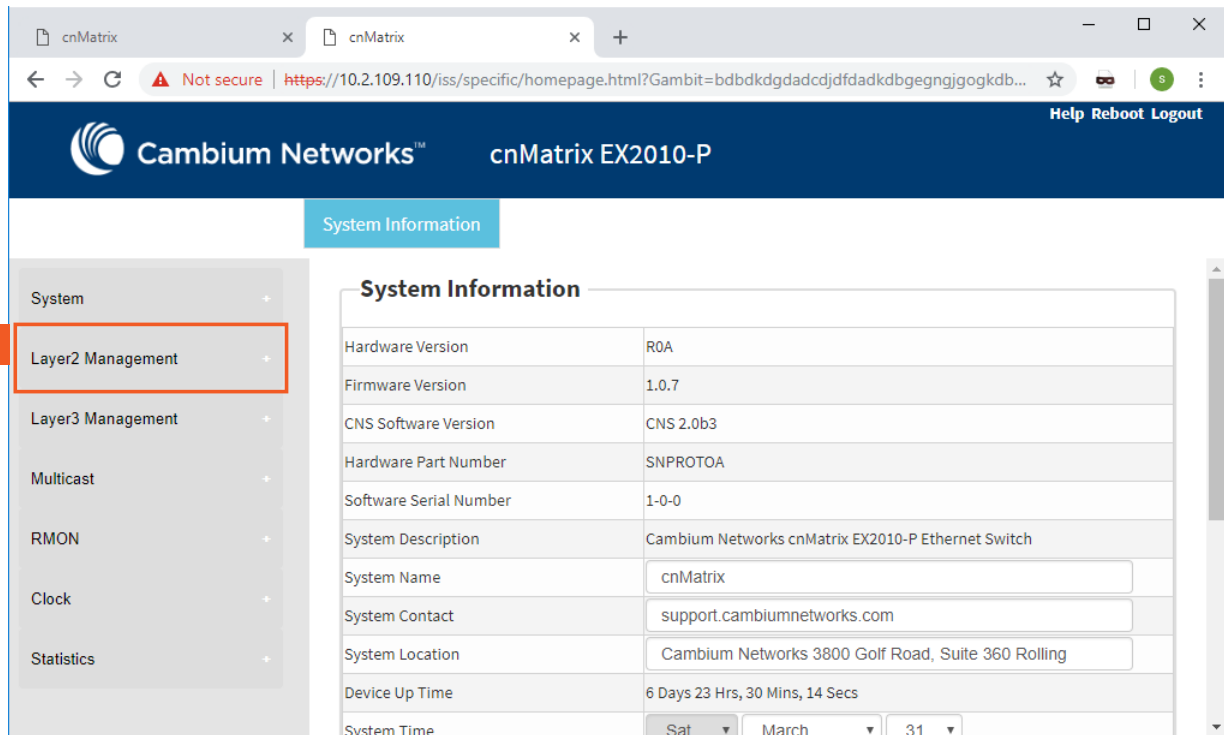 cnMatrix
cnMatrix
Not secure | https://10.2.109.110/iss/specific/homepage.html?Gambit=bdbdkdgdadcdjdfdadkdbgegngjgogkdb...
S
Help Reboot Logout
Cambium Networks™ cnMatrix EX2010-P
System Information
System +
System Information
Layer2 Management +
Hardware Version R0A
Firmware Version 1.0.7
Layer3 Management +
CNS Software Version CNS 2.0b3
Hardware Part Number SNPROTOA
Multicast +
Software Serial Number 1-0-0
RMON +
System Description Cambium Networks cnMatrix EX2010-P Ethernet Switch
System Name cnMatrix
Clock +
System Contact support.cambiumnetworks.com
Statistics +
System Location Cambium Networks 3800 Golf Road, Suite 360 Rolling
Device Up Time 6 Days 23 Hrs, 30 Mins, 14 Secs
System Time Sat March 31